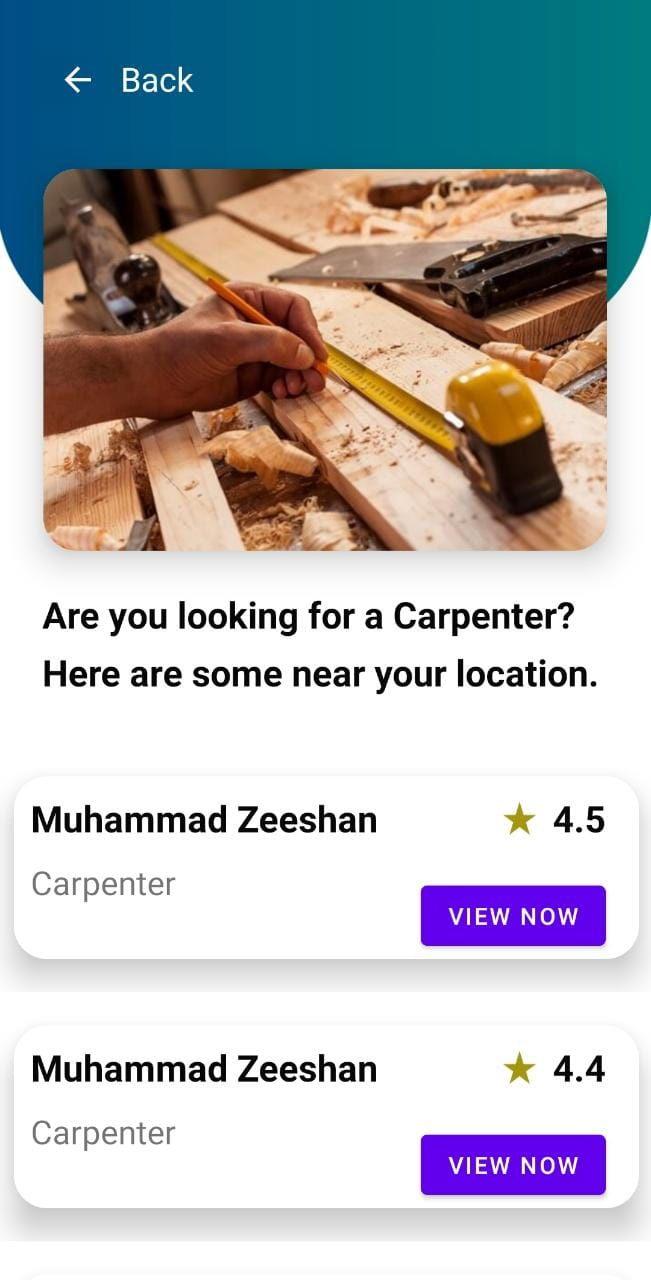 Back
Are you looking for a Carpenter?
Here are some near your location.
Muhammad Zeeshan
4.5
Carpenter
VIEW NOW
Muhammad Zeeshan
4.4
Carpenter
VIEW NOW